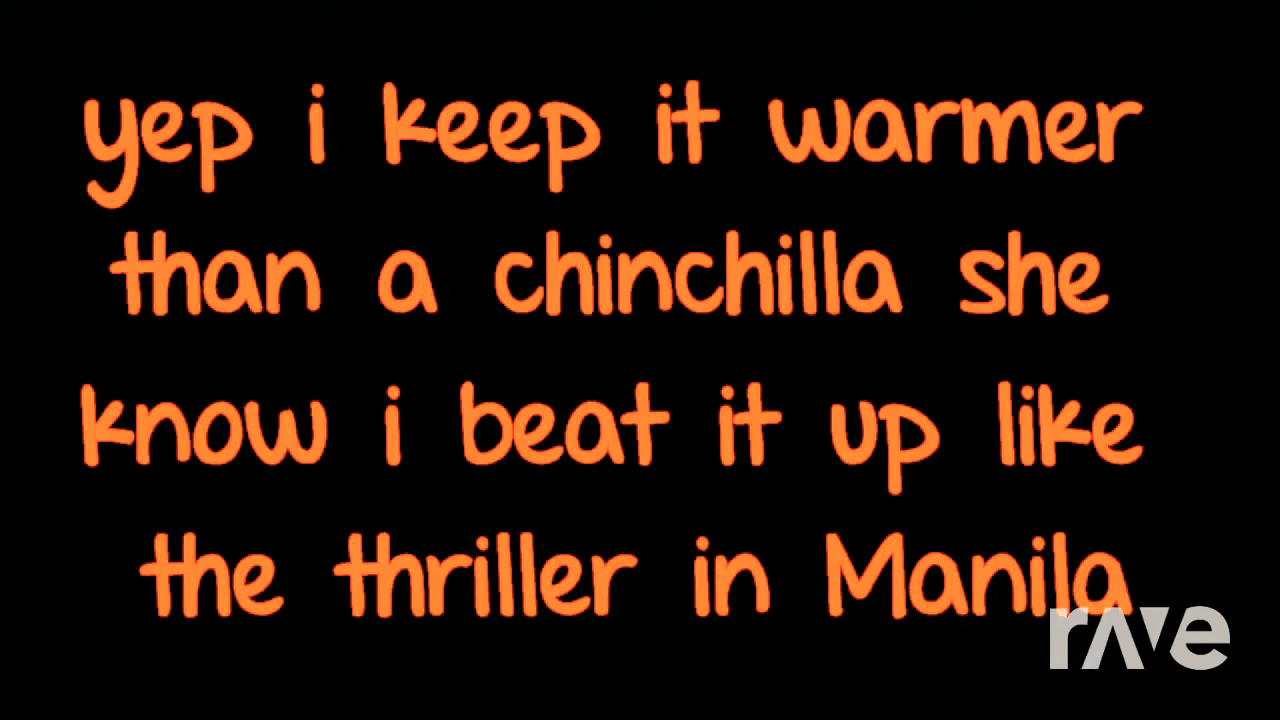 yep i keep it warmer
than a chinchilla she
know i beat it up like
the thriller in Manila
rave